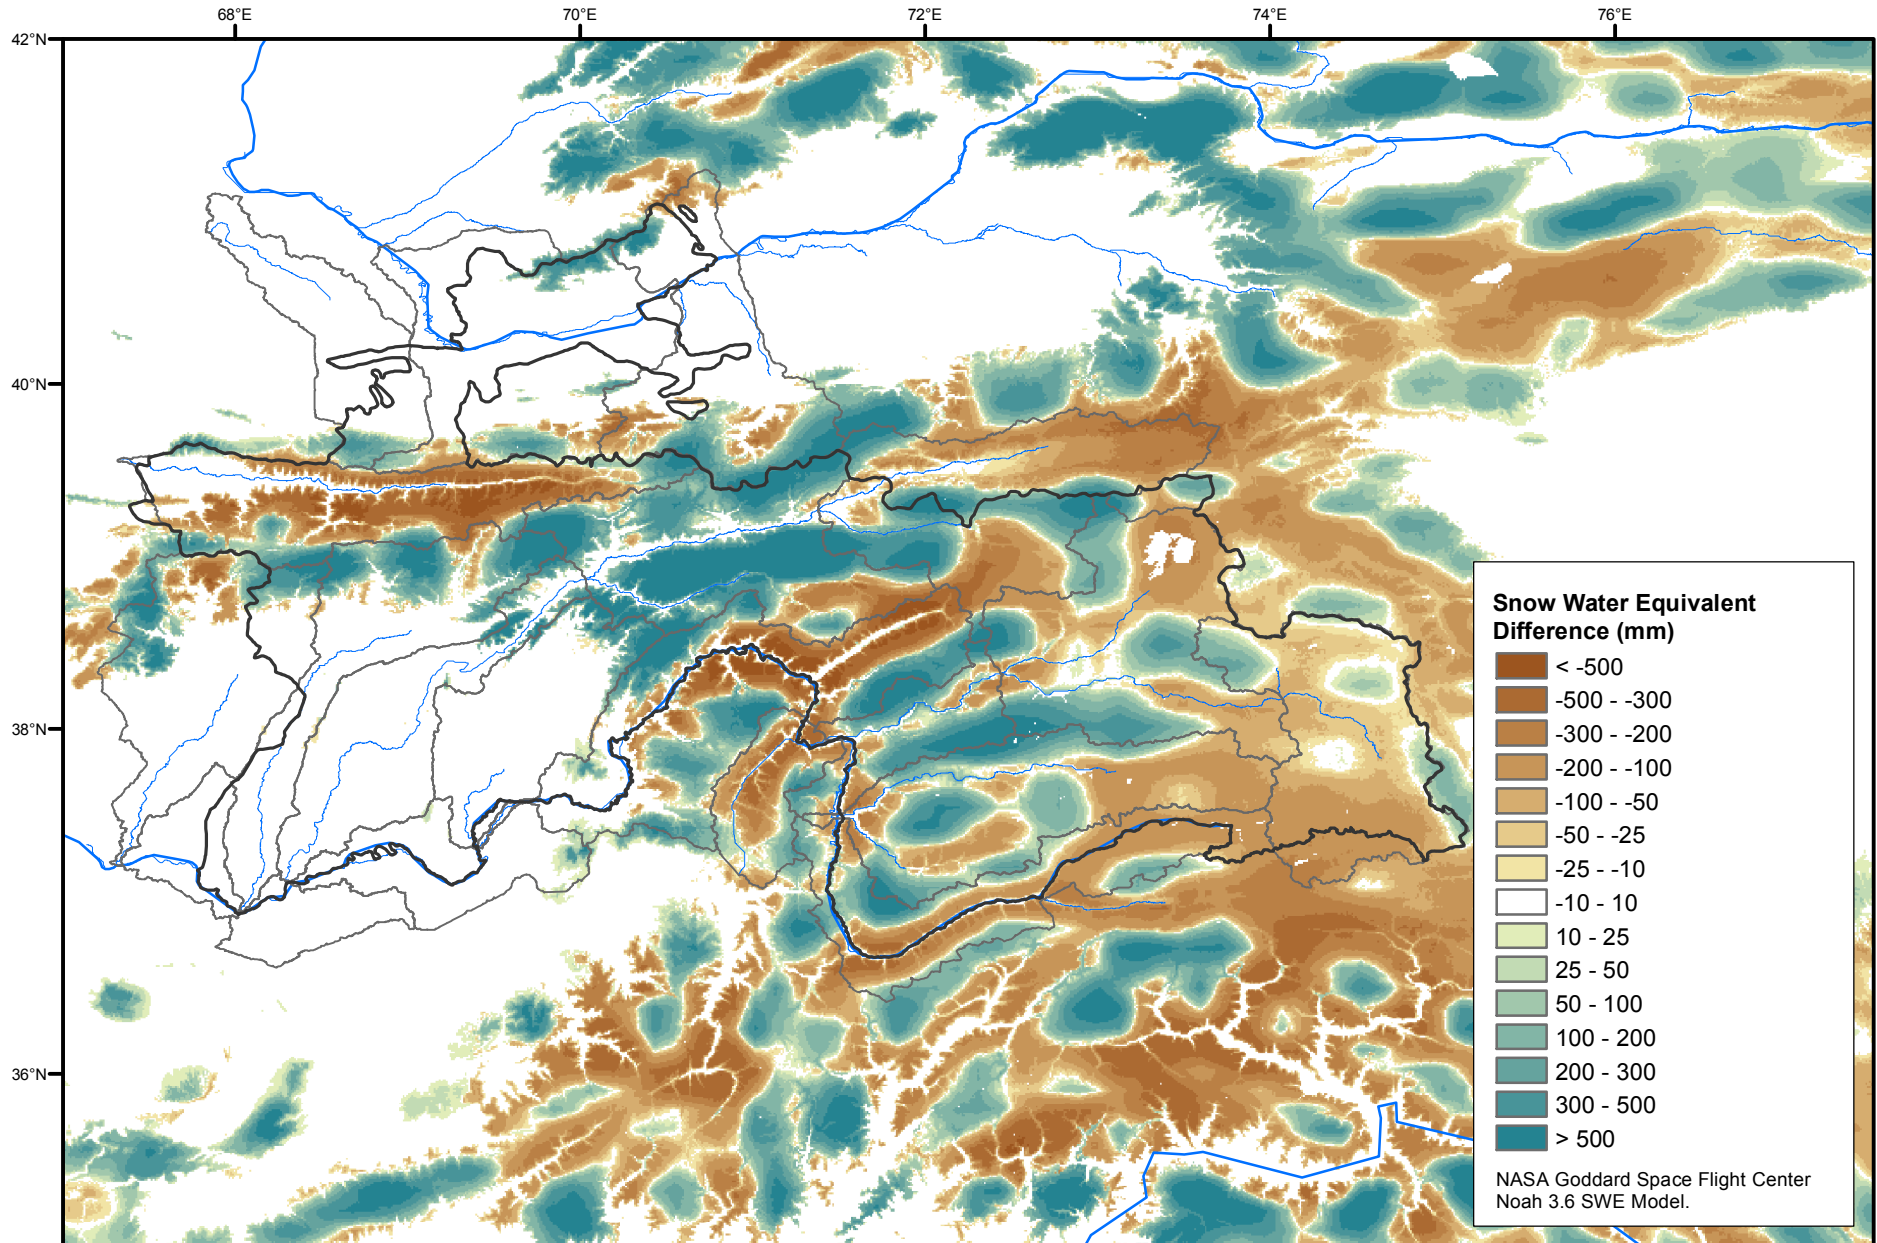 68°E
70°E
72°E
74°E
76°E
42°N
40°N
38°N
36°N
Snow Water Equivalent
Difference (mm)
< -500
-500 - -300
-300 - -200
-200 - -100
-100 - -50
-50 - -25
-25 - -10
-10 - 10
10 - 25
25 - 50
50 - 100
100 - 200
200 - 300
300 - 500
> 500
NASA Goddard Space Flight Center
Noah 3.6 SWE Model.